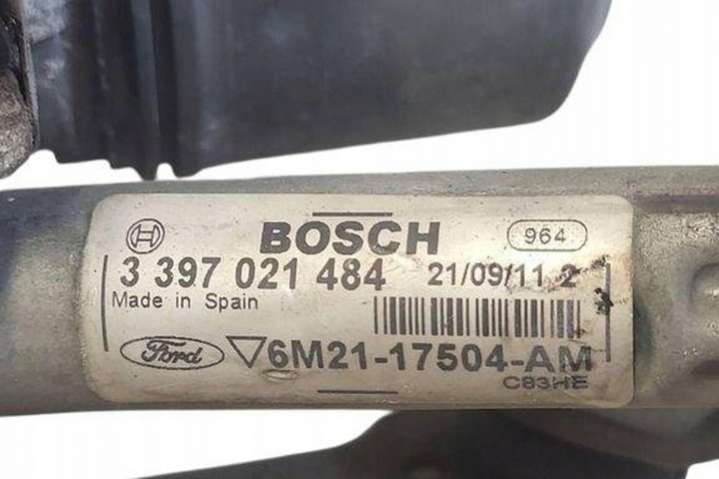 BOSCH 964
3 397 021 484 21/09/11 2
Made in Spain
Ford 6M21-17504-AM
C83HE